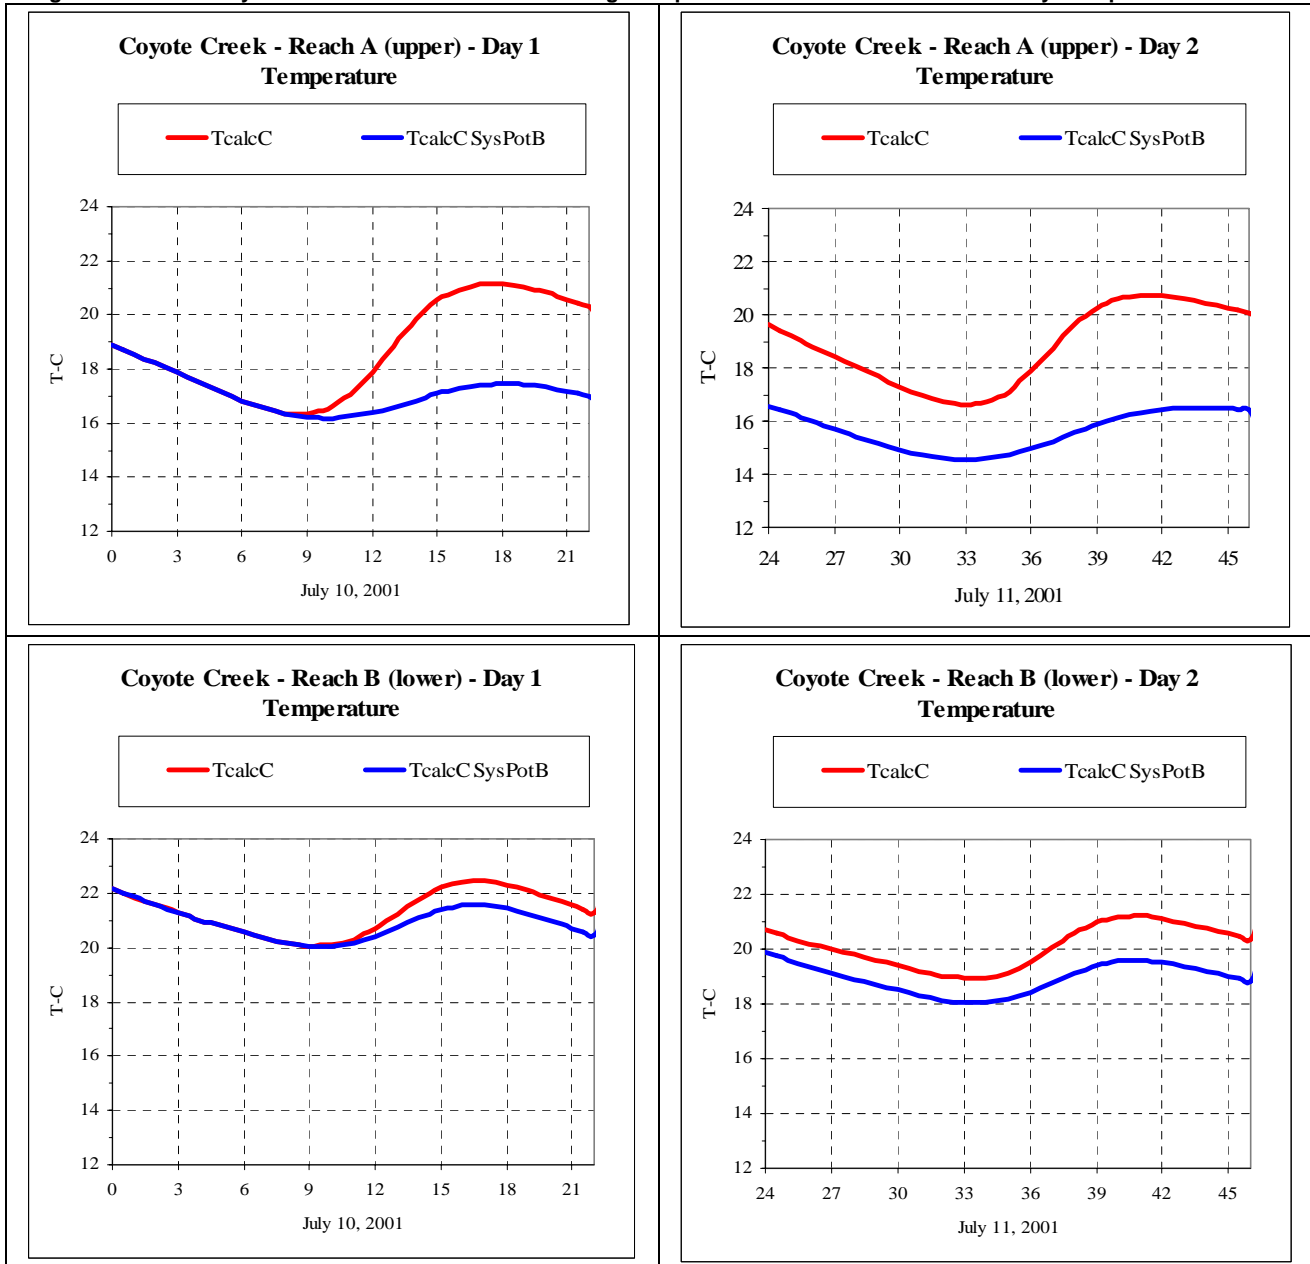 Coyote Creek - Reach A (upper) - Day 1
Temperature
TcalcC TcalcC SysPotB
24
22
20
18
16
14
12
T-C
0 3 6 9 12 15 18 21
July 10, 2001
Coyote Creek - Reach A (upper) - Day 2
Temperature
TcalcC TcalcC SysPotB
24
22
20
18
16
14
12
T-C
24 27 30 33 36 39 42 45
July 11, 2001
Coyote Creek - Reach B (lower) - Day 1
Temperature
TcalcC TcalcC SysPotB
24
22
20
18
16
14
12
T-C
0 3 6 9 12 15 18 21
July 10, 2001
Coyote Creek - Reach B (lower) - Day 2
Temperature
TcalcC TcalcC SysPotB
24
22
20
18
16
14
12
T-C
24 27 30 33 36 39 42 45
July 11, 2001